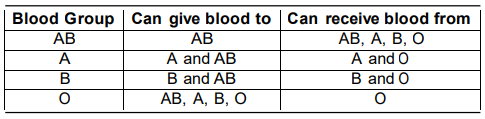 Blood Group Can give blood to Can receive blood from
AB AB AB, A, B, O
A A and AB A and O
B B and AB B and O
O AB, A, B, O O